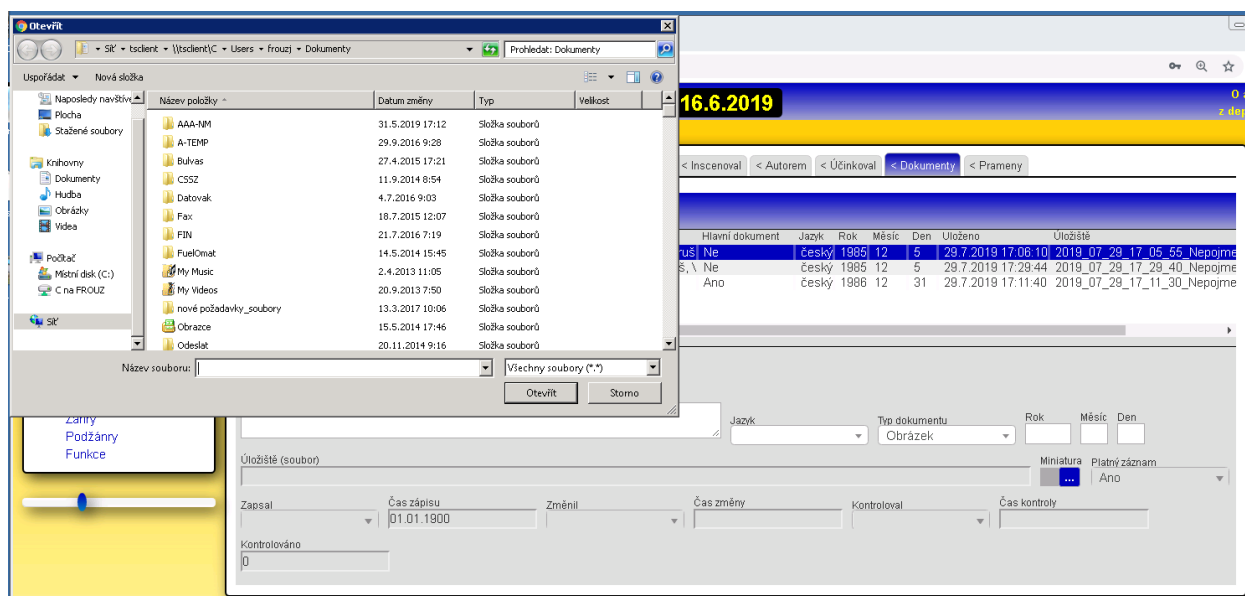 Otevřít
Síť tsclient \\tsclient\C Users frouzj Dokumenty
Prohledat: Dokumenty
Uspořádat Nová složka
Naposledy navštíve
Plocha
Stažené soubory
Knihovny
Dokumenty
Hudba
Obrázky
Videa
Počítač
Místní disk (C:)
C na FROUZ
Síť
Název položky Datum změny Typ Velikost
AAA-NM 31.5.2019 17:12 Složka souborů
A-TEMP 29.9.2016 9:28 Složka souborů
Bulvas 27.4.2015 17:21 Složka souborů
CSSZ 11.9.2014 8:54 Složka souborů
Datovak 4.7.2016 9:03 Složka souborů
Fax 18.7.2015 12:07 Složka souborů
FIN 21.7.2016 7:19 Složka souborů
FuelOmat 14.5.2014 15:45 Složka souborů
My Music 2.4.2013 11:05 Složka souborů
My Videos 20.9.2013 7:50 Složka souborů
nové požadavky_soubory 13.3.2017 10:06 Složka souborů
Obrazce 15.5.2014 17:46 Složka souborů
Odeslat 20.11.2014 9:16 Složka souborů
Název souboru: Všechny soubory (*.*)
Otevřít Storno
16.6.2019
z
< Inscenoval < Autorem < Účinkoval < Dokumenty < Prameny
Hlavní dokument Jazyk Rok Měsíc Den Uloženo Úložiště
ruš Ne český 1985 12 5 29.7.2019 17:06:10 2019_07_29_17_05_55_Nepojme
š, \ Ne český 1985 12 5 29.7.2019 17:29:44 2019_07_29_17_29_40_Nepojme
Ano český 1986 12 31 29.7.2019 17:11:40 2019_07_29_17_11_30_Nepojme
Žánry
Podžánry
Funkce
Jazyk Typ dokumentu Rok Měsíc Den
Obrázek
Úložiště (soubor) Miniatura Platný záznam
... Ano
Zapsal Čas zápisu Změnil Čas změny Kontroloval Čas kontroly
01.01.1900
Kontrolováno
0